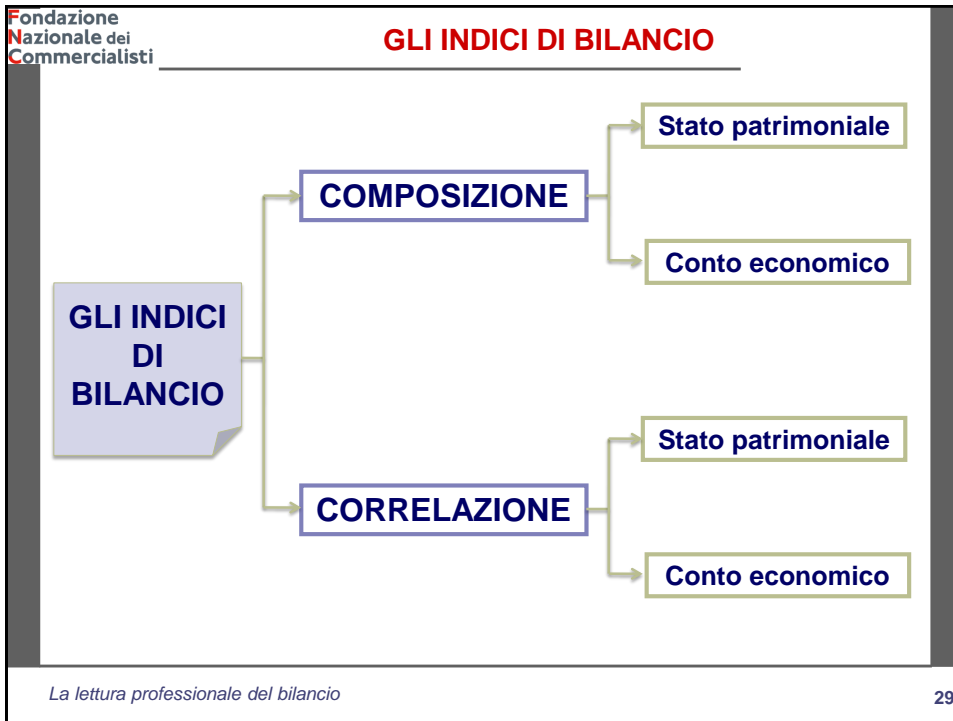 Fondazione
Nazionale dei
Commercialisti
GLI INDICI DI BILANCIO
Stato patrimoniale
COMPOSIZIONE
Conto economico
GLI INDICI
DI
BILANCIO
Stato patrimoniale
CORRELAZIONE
Conto economico
La lettura professionale del bilancio
29